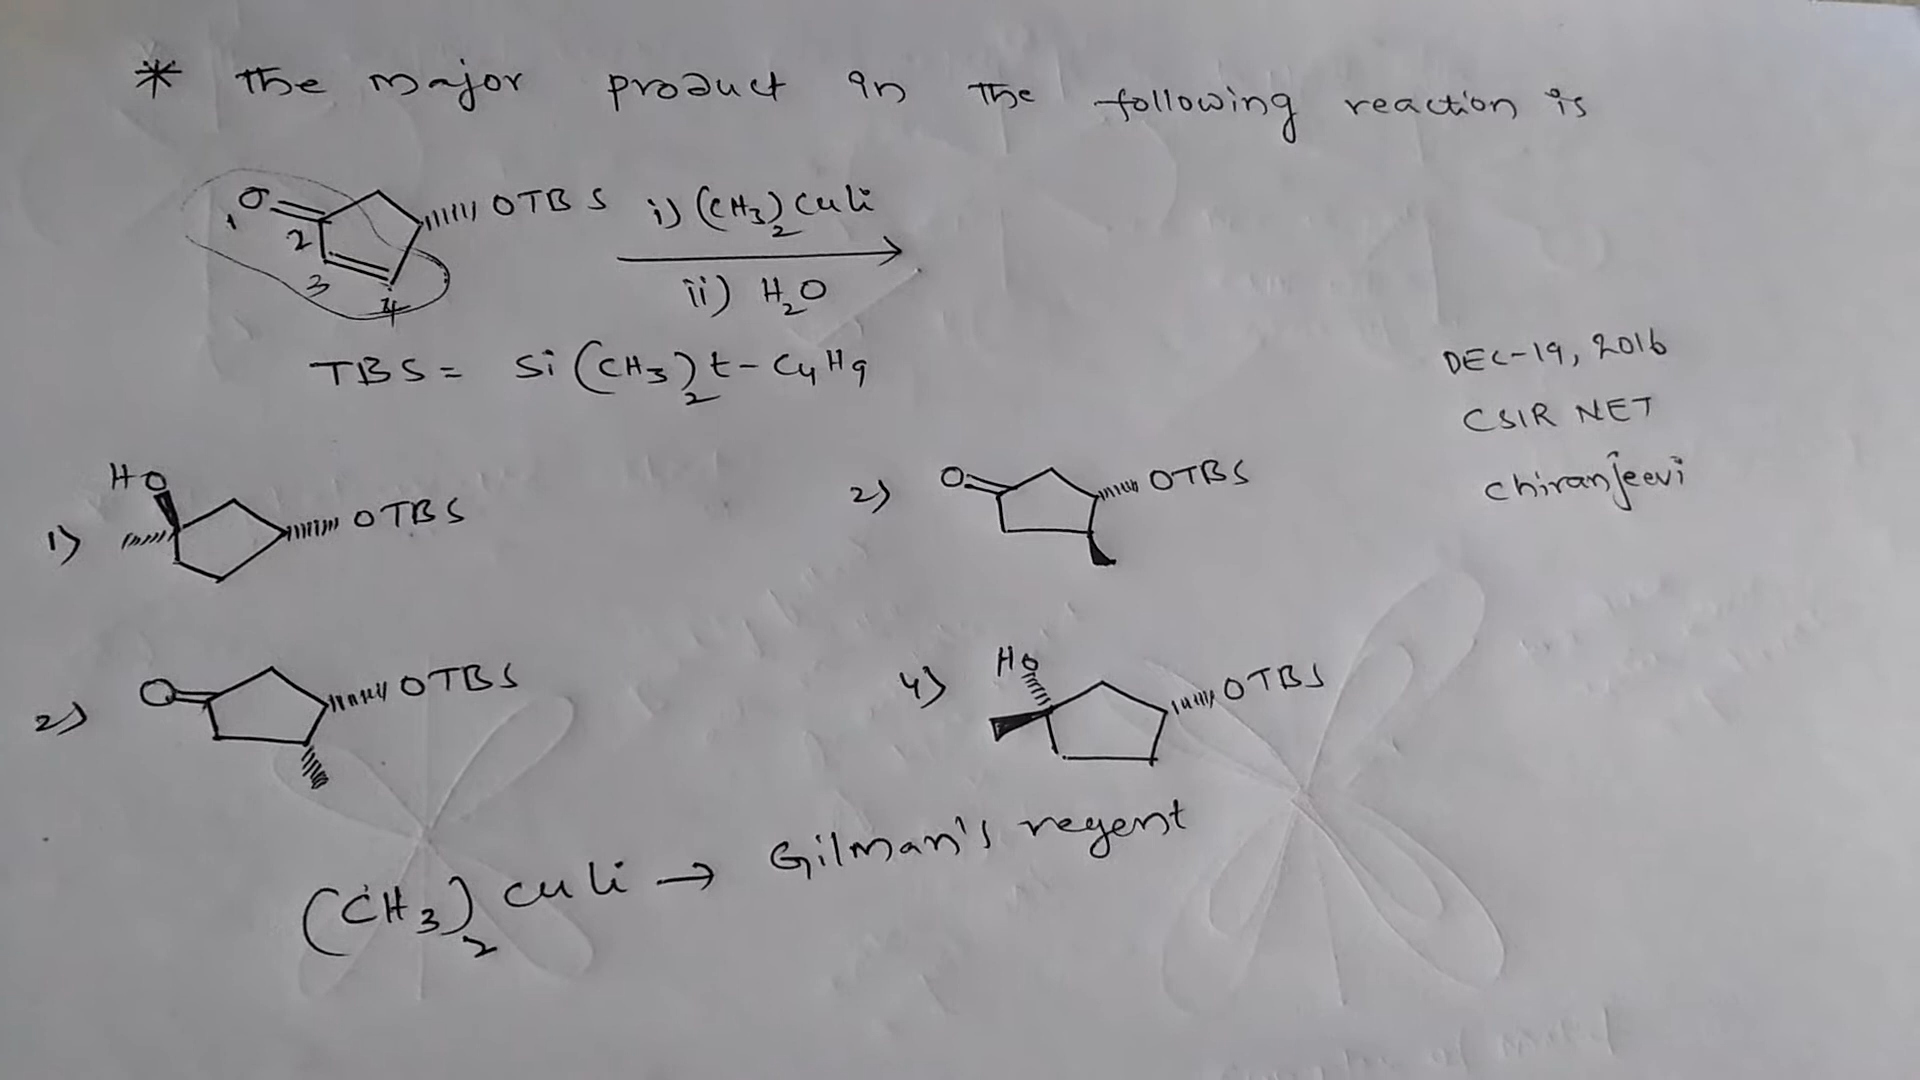 * The major product in the following reaction is
O 1 2 3 4 OTBS i) (CH3)2 CuLi
ii) H2O
TBS = Si (CH3)2 t-C4H9
DEC-19, 2016
CSIR NET
Chiranjeevi
1) HO OTBS
2) O OTBS
2) O OTBS
4) HO OTBS
(CH3)2 CuLi → Gilman's regent